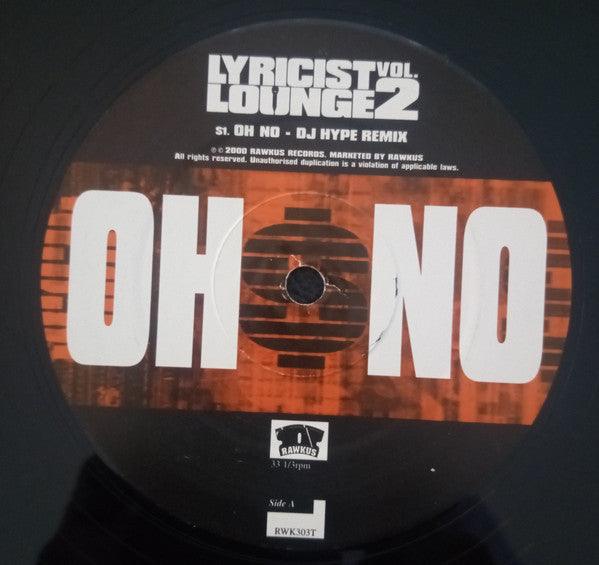 LYRICIST VOL.
LOUNGE 2
S1. OH NO - DJ HYPE REMIX
℗ © 2000 RAWKUS RECORDS. MARKETED BY RAWKUS
All rights reserved. Unauthorised duplication is a violation of applicable laws.
OH NO
RAWKUS
33 1/3rpm
Side A
RWK303T